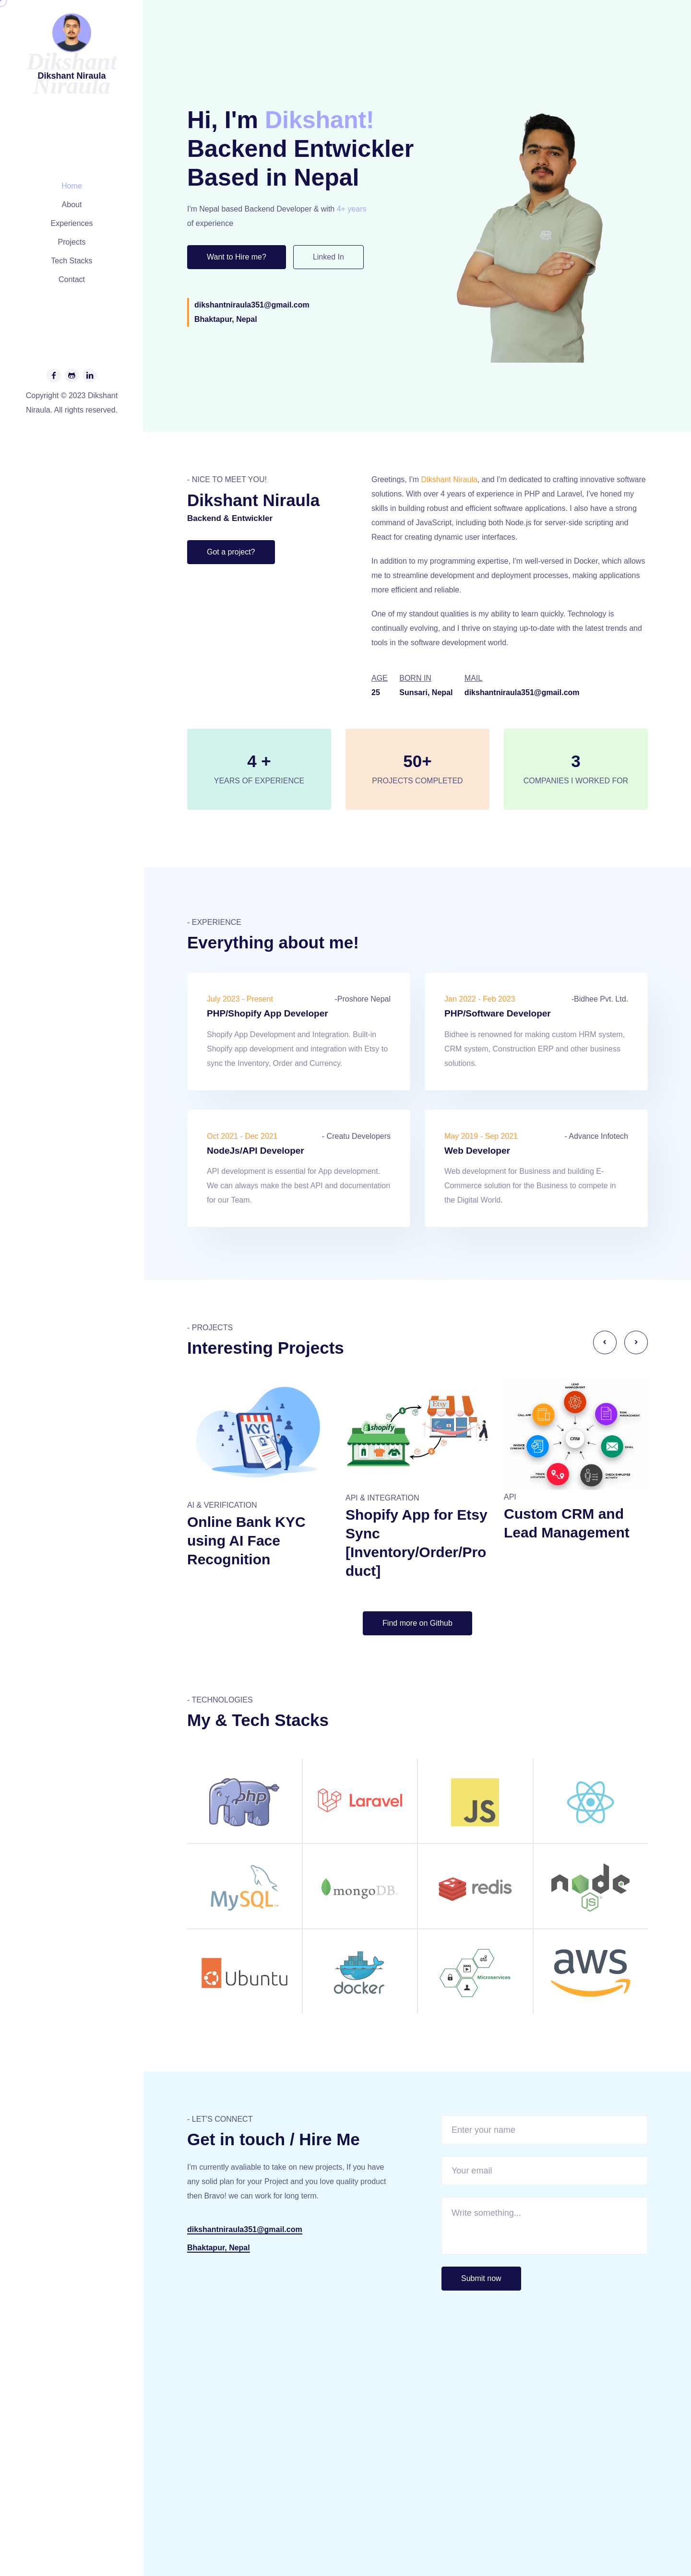 Dikshant
Niraula
Dikshant Niraula
Home
About
Experiences
Projects
Tech Stacks
Contact
Copyright © 2023 Dikshant
Niraula. All rights reserved.
Hi, I'm Dikshant!
Backend Entwickler
Based in Nepal
I'm Nepal based Backend Developer & with 4+ years
of experience
Want to Hire me?
Linked In
dikshantniraula351@gmail.com
Bhaktapur, Nepal
- NICE TO MEET YOU!
Dikshant Niraula
Backend & Entwickler
Got a project?
Greetings, I'm Dikshant Niraula, and I'm dedicated to crafting innovative software
solutions. With over 4 years of experience in PHP and Laravel, I've honed my
skills in building robust and efficient software applications. I also have a strong
command of JavaScript, including both Node.js for server-side scripting and
React for creating dynamic user interfaces.
In addition to my programming expertise, I'm well-versed in Docker, which allows
me to streamline development and deployment processes, making applications
more efficient and reliable.
One of my standout qualities is my ability to learn quickly. Technology is
continually evolving, and I thrive on staying up-to-date with the latest trends and
tools in the software development world.
AGE
25
BORN IN
Sunsari, Nepal
MAIL
dikshantniraula351@gmail.com
4 +
YEARS OF EXPERIENCE
50+
PROJECTS COMPLETED
3
COMPANIES I WORKED FOR
- EXPERIENCE
Everything about me!
July 2023 - Present
-Proshore Nepal
PHP/Shopify App Developer
Shopify App Development and Integration. Built-in
Shopify app development and integration with Etsy to
sync the Inventory, Order and Currency.
Jan 2022 - Feb 2023
-Bidhee Pvt. Ltd.
PHP/Software Developer
Bidhee is renowned for making custom HRM system,
CRM system, Construction ERP and other business
solutions.
Oct 2021 - Dec 2021
- Creatu Developers
NodeJs/API Developer
API development is essential for App development.
We can always make the best API and documentation
for our Team.
May 2019 - Sep 2021
- Advance Infotech
Web Developer
Web development for Business and building E-
Commerce solution for the Business to compete in
the Digital World.
- PROJECTS
Interesting Projects
KYC
AI & VERIFICATION
Online Bank KYC
using AI Face
Recognition
shopify
Etsy
API & INTEGRATION
Shopify App for Etsy
Sync
[Inventory/Order/Pro
duct]
LEAD
MANAGEMENT
CRM
API
Custom CRM and
Lead Management
Find more on Github
- TECHNOLOGIES
My & Tech Stacks
php
Laravel
JS
MySQL
mongoDB
redis
node
JS
Ubuntu
docker
Microservices
aws
- LET'S CONNECT
Get in touch / Hire Me
I'm currently avaliable to take on new projects, If you have
any solid plan for your Project and you love quality product
then Bravo! we can work for long term.
dikshantniraula351@gmail.com
Bhaktapur, Nepal
Enter your name
Your email
Write something...
Submit now